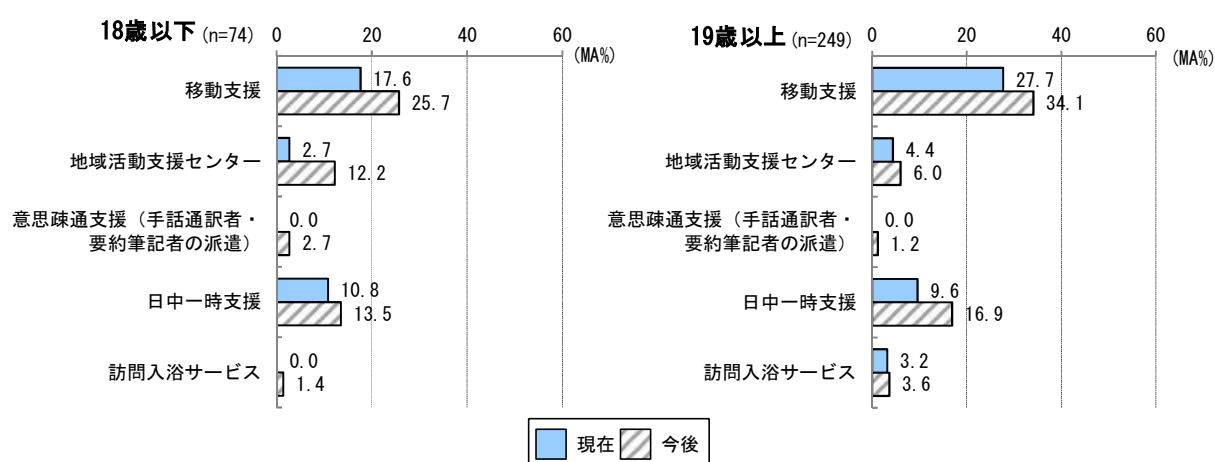 18歳以下 (n=74)
0 20 40 60
(MA%)
移動支援
17.6
25.7
地域活動支援センター
2.7
12.2
意思疎通支援（手話通訳者・
要約筆記者の派遣）
0.0
2.7
日中一時支援
10.8
13.5
訪問入浴サービス
0.0
1.4
19歳以上 (n=249)
0 20 40 60
(MA%)
移動支援
27.7
34.1
地域活動支援センター
4.4
6.0
意思疎通支援（手話通訳者・
要約筆記者の派遣）
0.0
1.2
日中一時支援
9.6
16.9
訪問入浴サービス
3.2
3.6
現在 今後